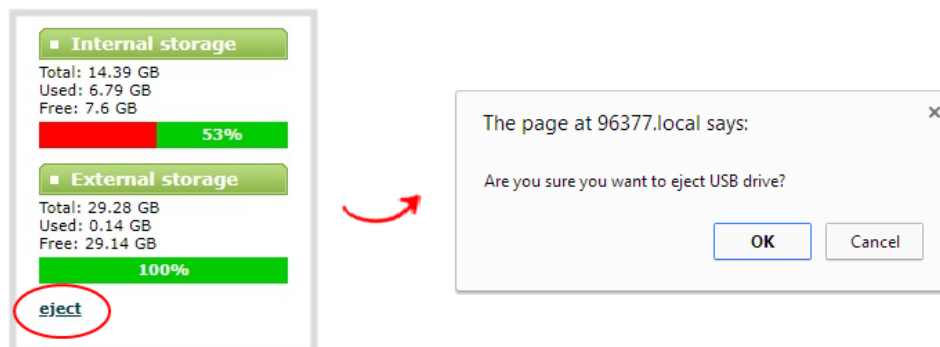 Internal storage
Total: 14.39 GB
Used: 6.79 GB
Free: 7.6 GB
53%
External storage
Total: 29.28 GB
Used: 0.14 GB
Free: 29.14 GB
100%
eject
The page at 96377.local says:
Are you sure you want to eject USB drive?
OK Cancel